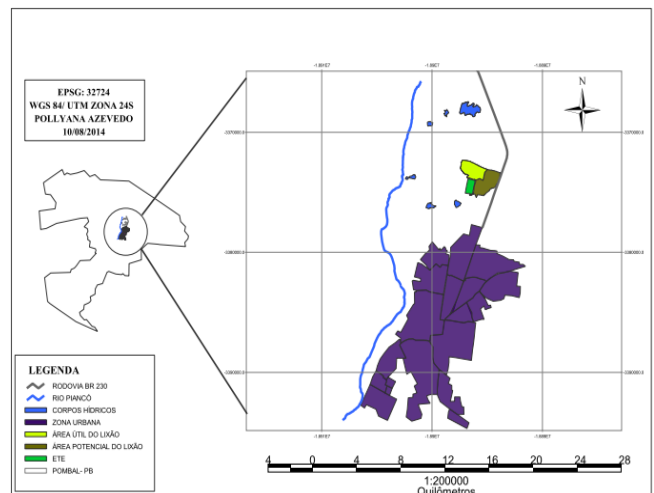 EPSG: 32724
WGS 84/ UTM ZONA 24S
POLLYANA AZEVEDO
10/08/2014
N
LEGENDA
RODOVIA BR 230
RIO PIANCÓ
CORPOS HÍDRICOS
ZONA URBANA
ÁREA ÚTIL DO LIXÃO
ÁREA POTENCIAL DO LIXÃO
ETE
POMBAL- PB
4 0 4 8 12 16 20 24 28
1:200000
Quilômetros